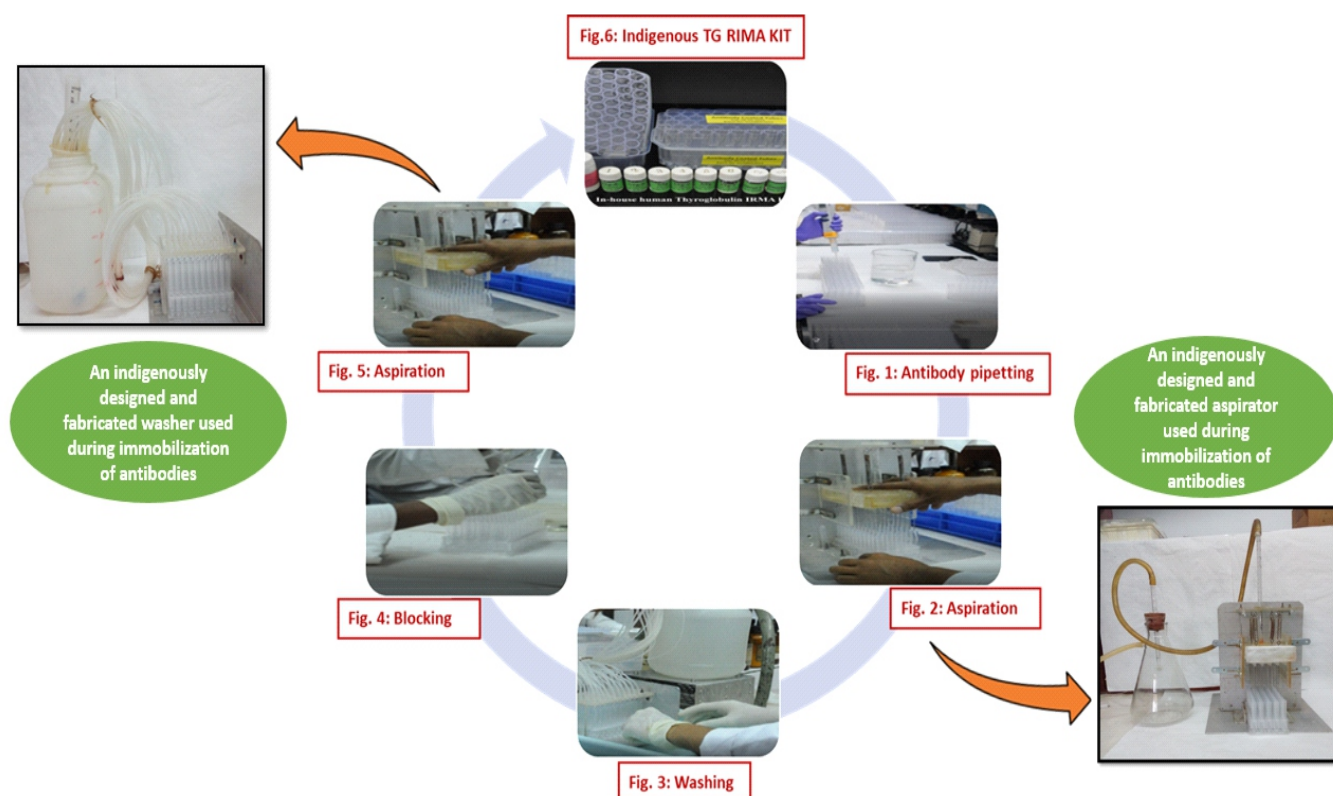 Fig.6: Indigenous TG RIMA KIT
In-house human Thyroglobulin IRMA
Fig. 1: Antibody pipetting
Fig. 5: Aspiration
An indigenously
designed and
fabricated washer used
during immobilization
of antibodies
An indigenously
designed and
fabricated aspirator
used during
immobilization of
antibodies
Fig. 2: Aspiration
Fig. 4: Blocking
Fig. 3: Washing